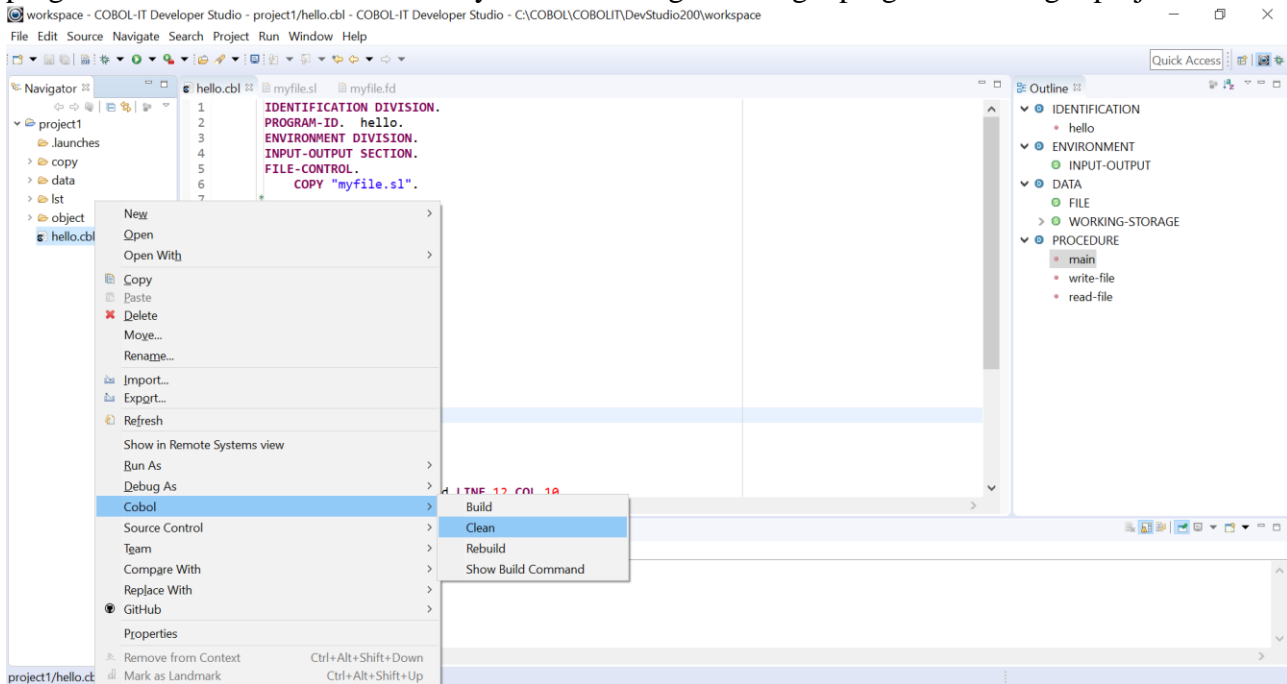 workspace - COBOL-IT Developer Studio - project1/hello.cbl - COBOL-IT Developer Studio - C:\COBOL\COBOLIT\DevStudio200\workspace
File Edit Source Navigate Search Project Run Window Help
Quick Access
Navigator
project1
.launches
copy
data
lst
object
hello.cbl
hello.cbl myfile.sl myfile.fd
1 IDENTIFICATION DIVISION.
2 PROGRAM-ID. hello.
3 ENVIRONMENT DIVISION.
4 INPUT-OUTPUT SECTION.
5 FILE-CONTROL.
6 COPY "myfile.sl".
7 *
LINE 12 COL 10
New
Open
Open With
Copy
Paste
Delete
Move...
Rename...
Import...
Export...
Refresh
Show in Remote Systems view
Run As
Debug As
Cobol
Source Control
Team
Compare With
Replace With
GitHub
Properties
Remove from Context Ctrl+Alt+Shift+Down
Mark as Landmark Ctrl+Alt+Shift+Up
Build
Clean
Rebuild
Show Build Command
Outline
IDENTIFICATION
hello
ENVIRONMENT
INPUT-OUTPUT
DATA
FILE
WORKING-STORAGE
PROCEDURE
main
write-file
read-file
project1/hello.cb